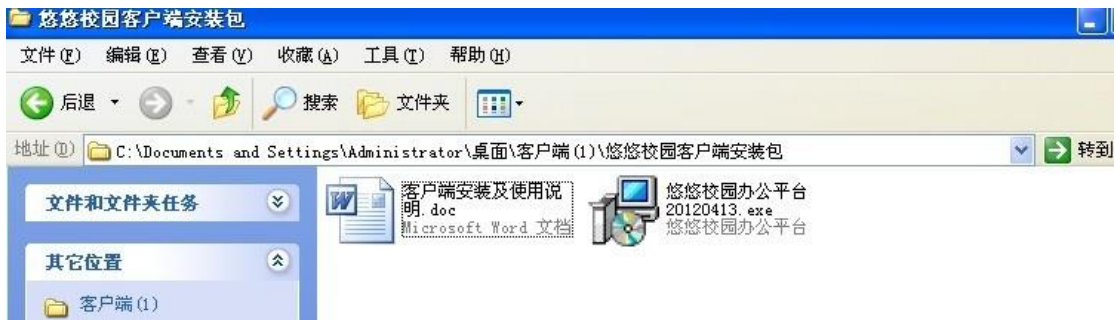 悠悠校园客户端安装包
文件(F) 编辑(E) 查看(V) 收藏(A) 工具(T) 帮助(H)
后退 搜索 文件夹
地址(D) C:\Documents and Settings\Administrator\桌面\客户端(1)\悠悠校园客户端安装包 转到
文件和文件夹任务
客户端安装及使用说
明.doc
Microsoft Word 文档
悠悠校园办公平台
20120413.exe
悠悠校园办公平台
其它位置
客户端(1)